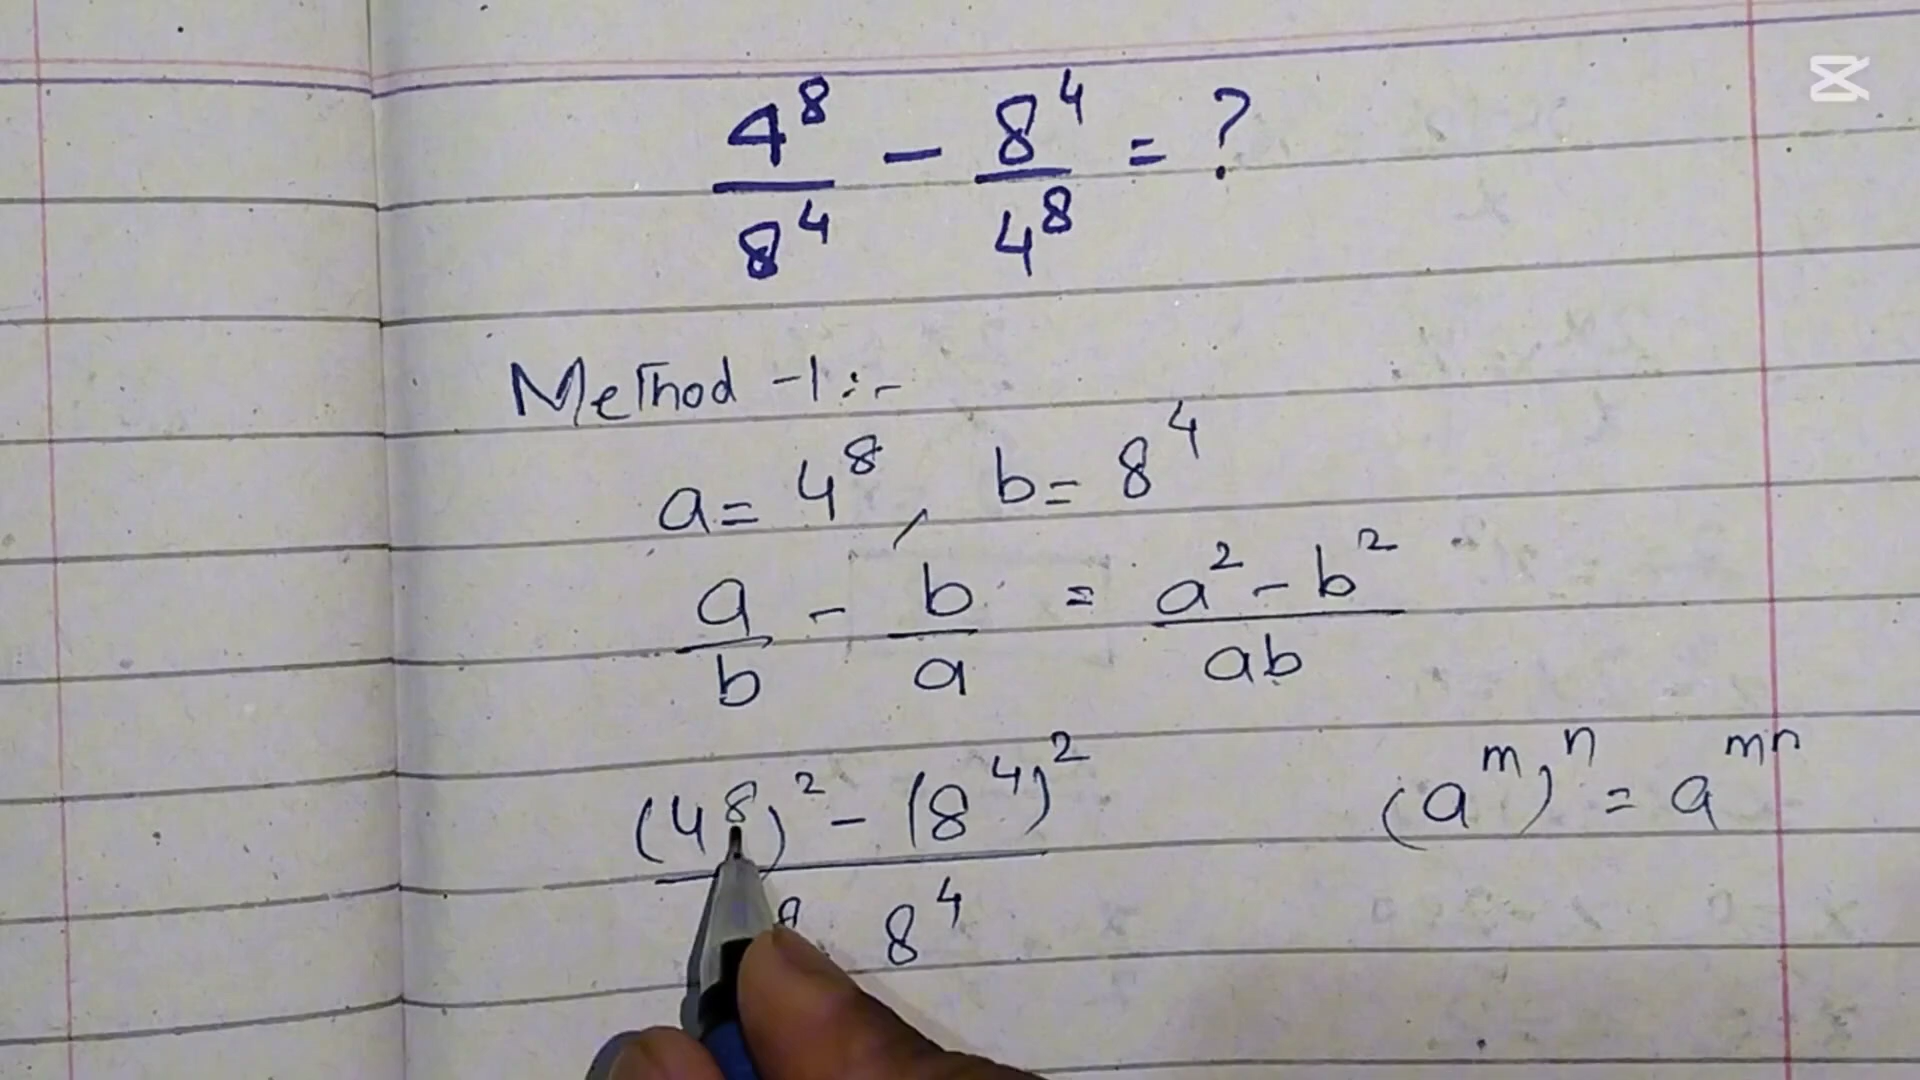 4^8/8^4 - 8^4/4^8 = ?
Method -1:-
a= 4^8, b= 8^4
a/b - b/a = (a^2 - b^2)/ab
((4^8)^2 - (8^4)^2)/(8 . 8^4)
(a^m)^n = a^mn